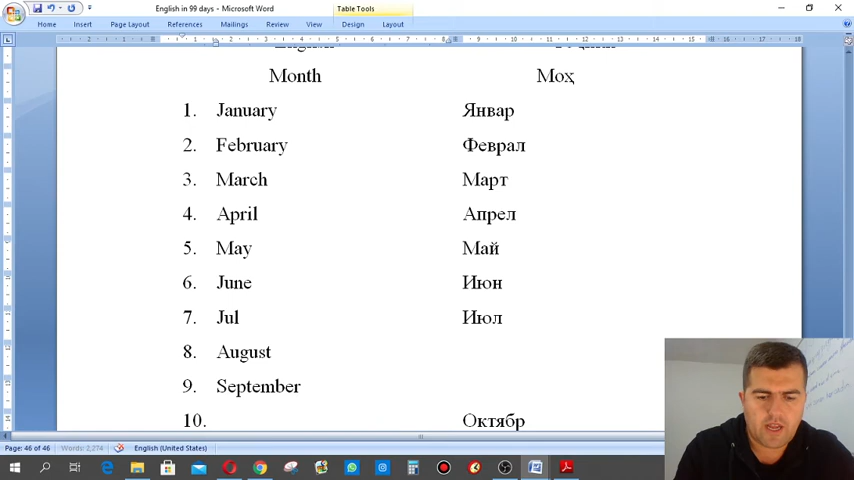 English in 99 days - Microsoft Word
Table Tools
Home Insert Page Layout References Mailings Review View Design Layout
Month Моҳ
1. January Январ
2. February Феврал
3. March Март
4. April Апрел
5. May Май
6. June Июн
7. Jul Июл
8. August
9. September
10. Октябр
Page: 46 of 46 Words: 2,274 English (United States)